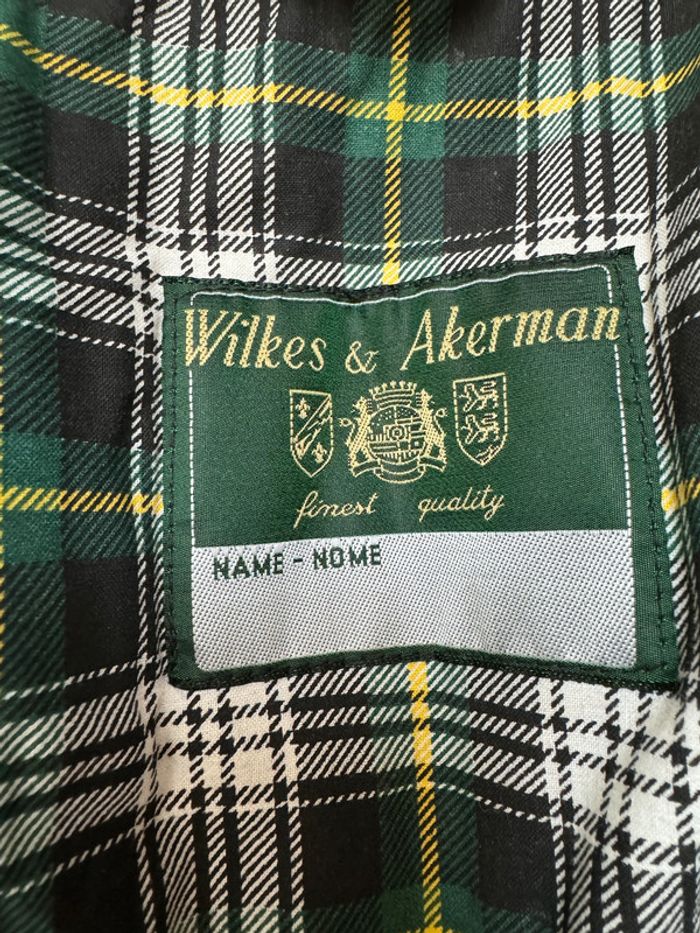 Wilkes & Akerman
finest quality
NAME - NOME